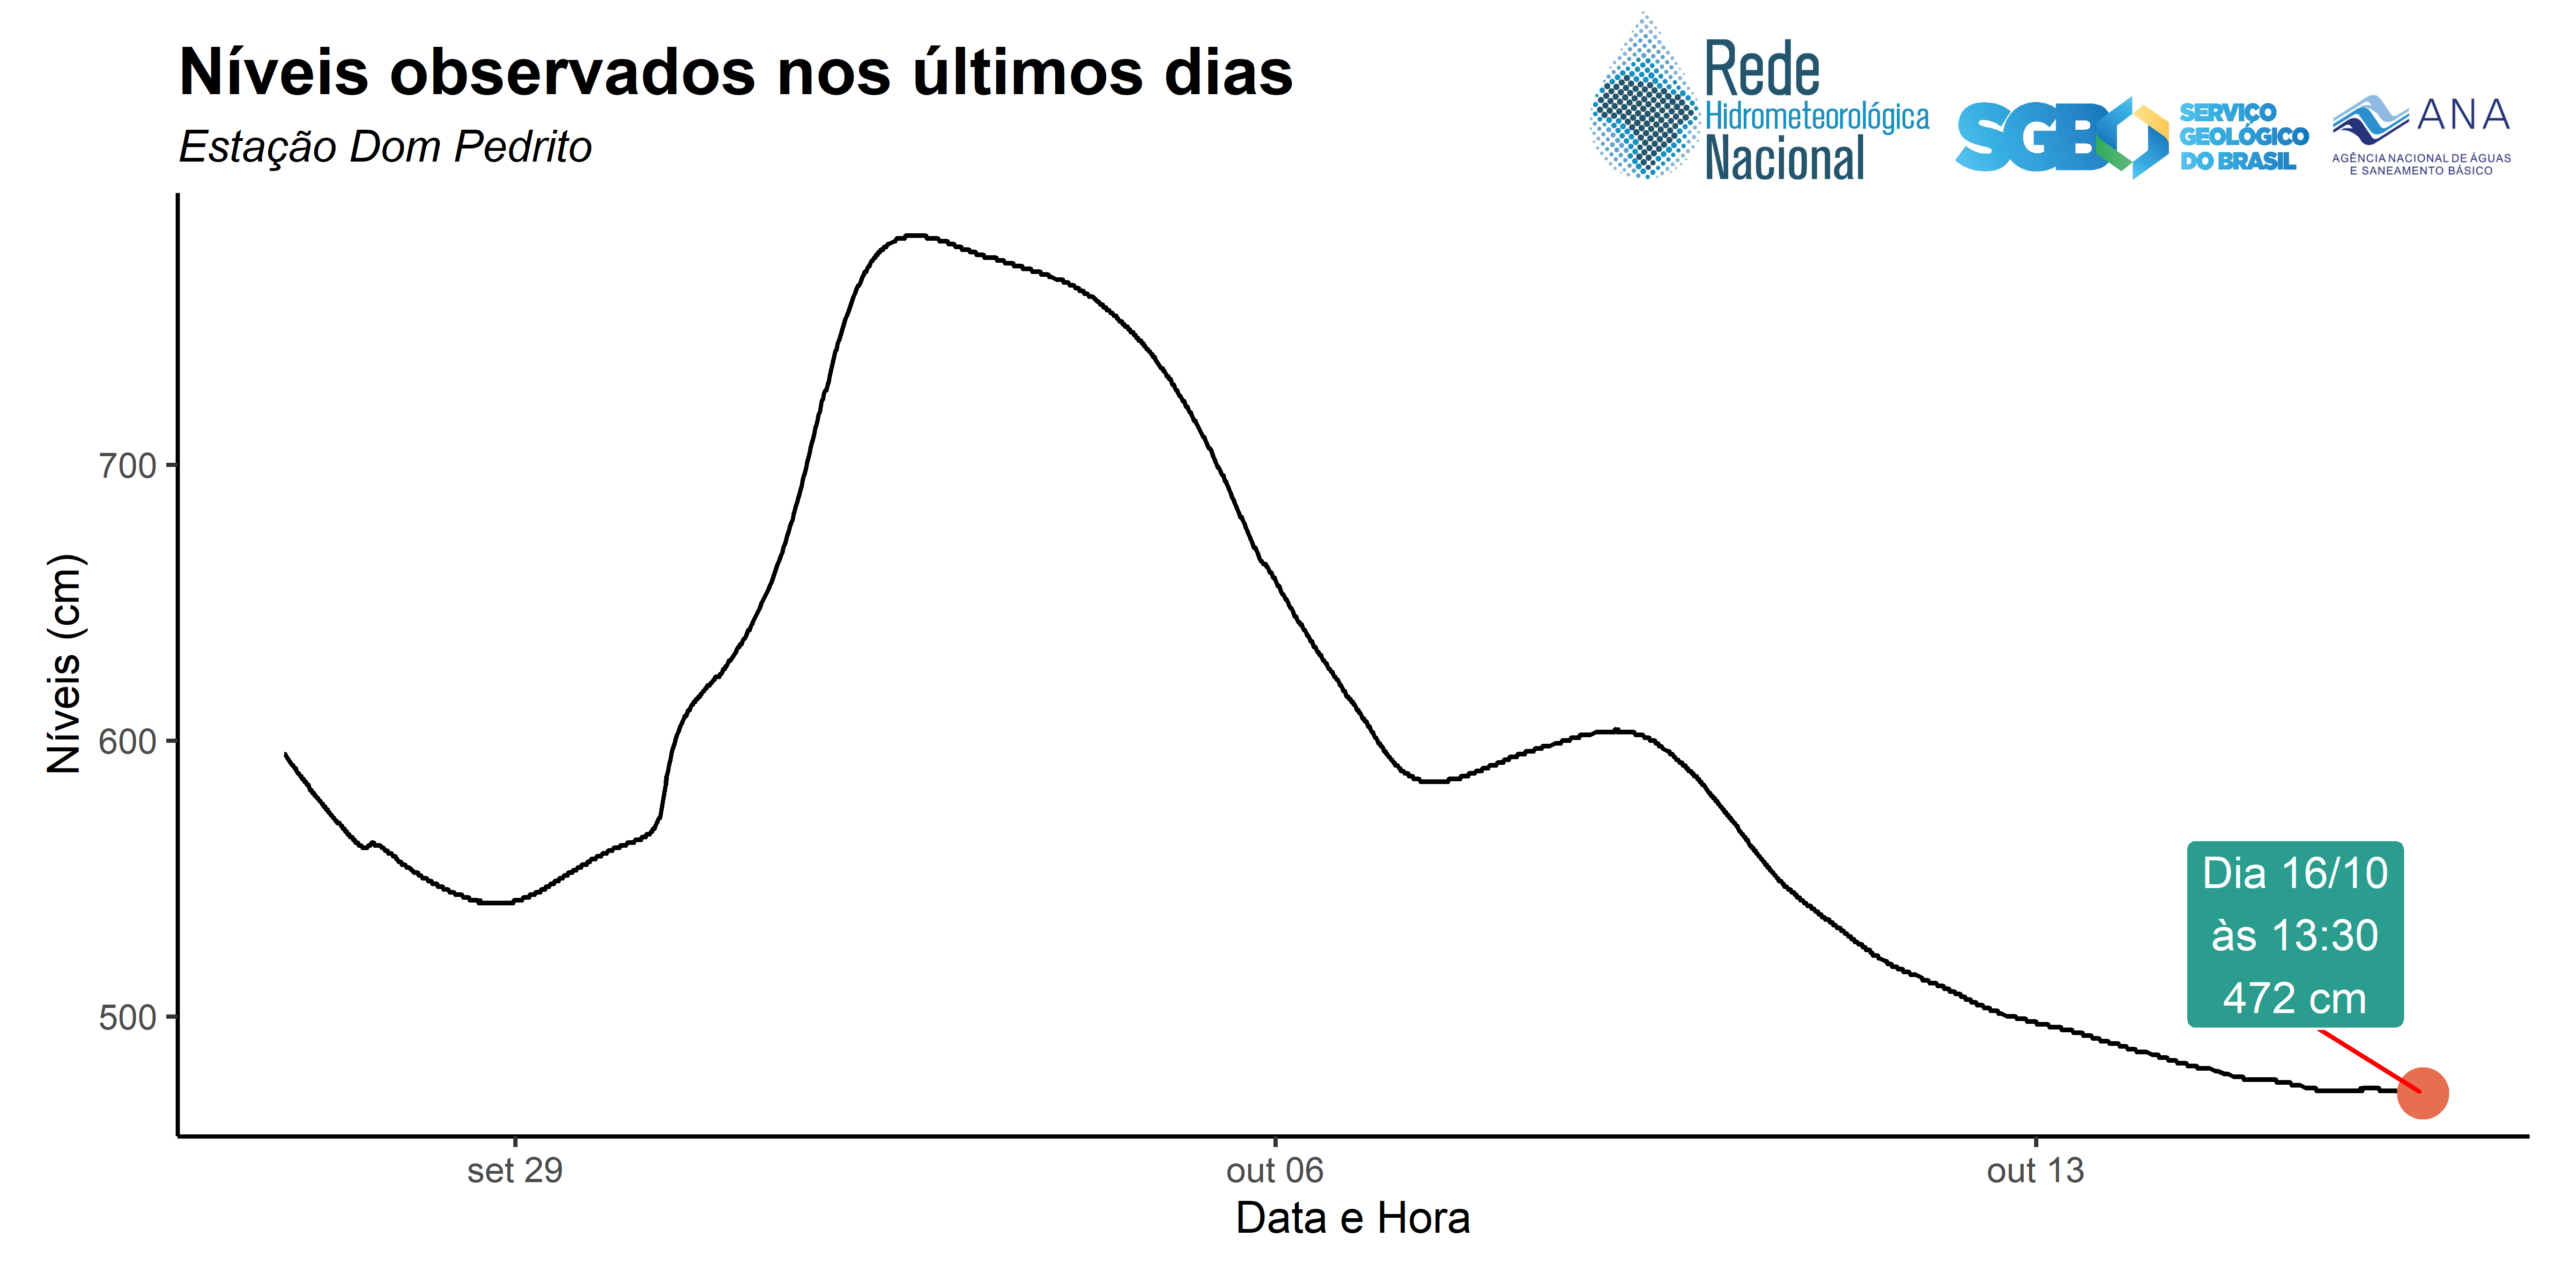 Níveis observados nos últimos dias
Estação Dom Pedrito
Rede
Hidrometeorológica
Nacional
SGB
SERVIÇO
GEOLÓGICO
DO BRASIL
ANA
AGÊNCIA NACIONAL DE ÁGUAS
E SANEAMENTO BÁSICO
Níveis (cm)
700
600
500
Dia 16/10
às 13:30
472 cm
set 29
out 06
out 13
Data e Hora